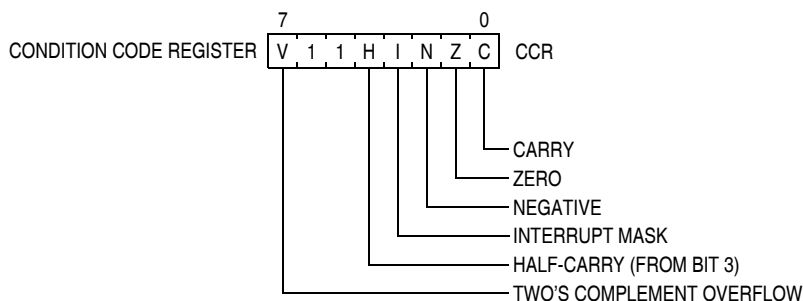 7 0
CONDITION CODE REGISTER V 1 1 H I N Z C CCR
CARRY
ZERO
NEGATIVE
INTERRUPT MASK
HALF-CARRY (FROM BIT 3)
TWO'S COMPLEMENT OVERFLOW